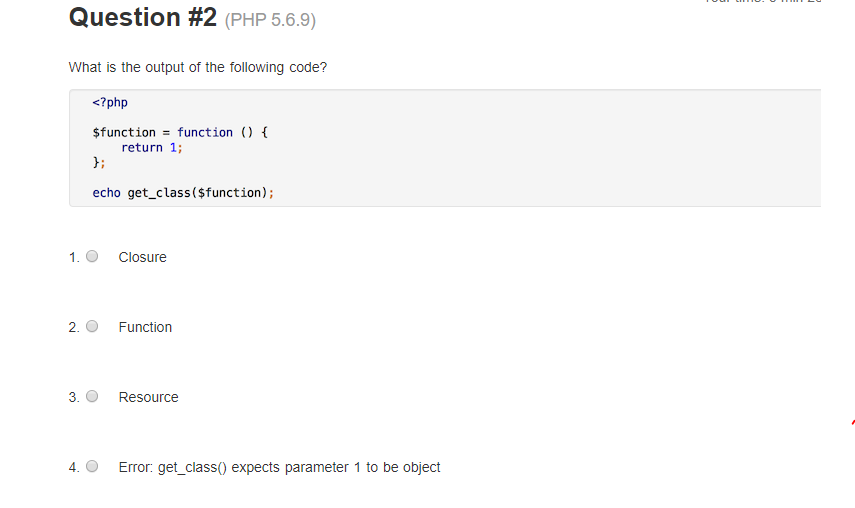 Question #2 (PHP 5.6.9)
What is the output of the following code?
<?php
$function = function () {
    return 1;
};
echo get_class($function);
1. Closure
2. Function
3. Resource
4. Error: get_class() expects parameter 1 to be object